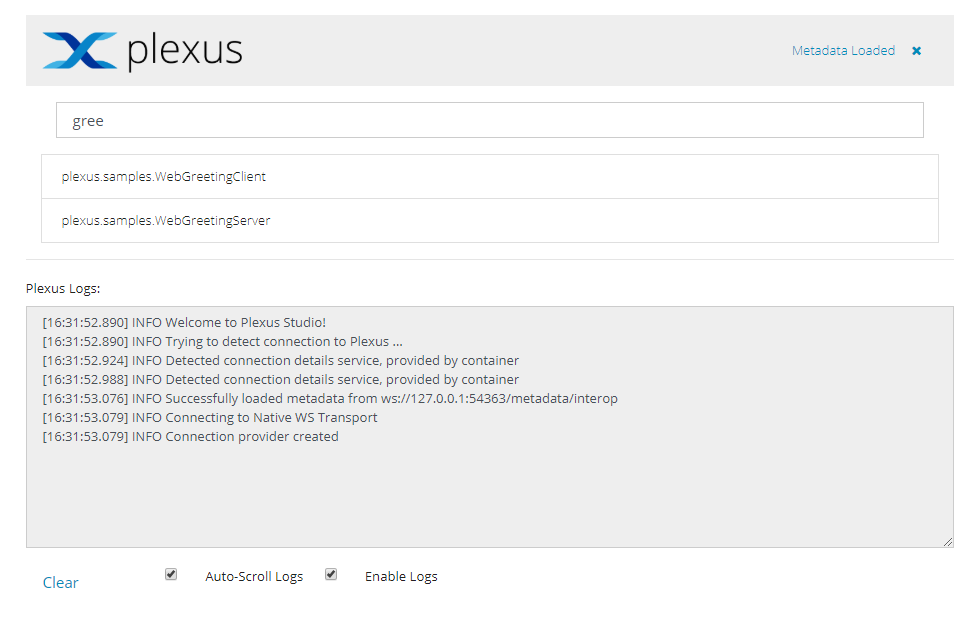 plexus
Metadata Loaded
gree
plexus.samples.WebGreetingClient
plexus.samples.WebGreetingServer
Plexus Logs:
[16:31:52.890] INFO Welcome to Plexus Studio!
[16:31:52.890] INFO Trying to detect connection to Plexus ...
[16:31:52.924] INFO Detected connection details service, provided by container
[16:31:52.988] INFO Detected connection details service, provided by container
[16:31:53.076] INFO Successfully loaded metadata from ws://127.0.0.1:54363/metadata/interop
[16:31:53.079] INFO Connecting to Native WS Transport
[16:31:53.079] INFO Connection provider created
Clear
Auto-Scroll Logs
Enable Logs